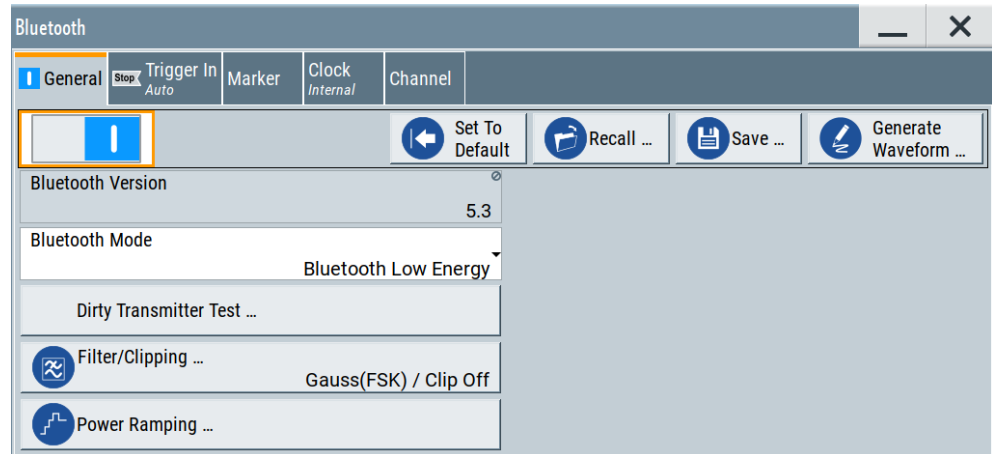 Bluetooth
General
Stop
Trigger In
Auto
Marker
Clock
Internal
Channel
Set To
Default
Recall ...
Save ...
Generate
Waveform ...
Bluetooth Version
5.3
Bluetooth Mode
Bluetooth Low Energy
Dirty Transmitter Test ...
Filter/Clipping ...
Gauss(FSK) / Clip Off
Power Ramping ...